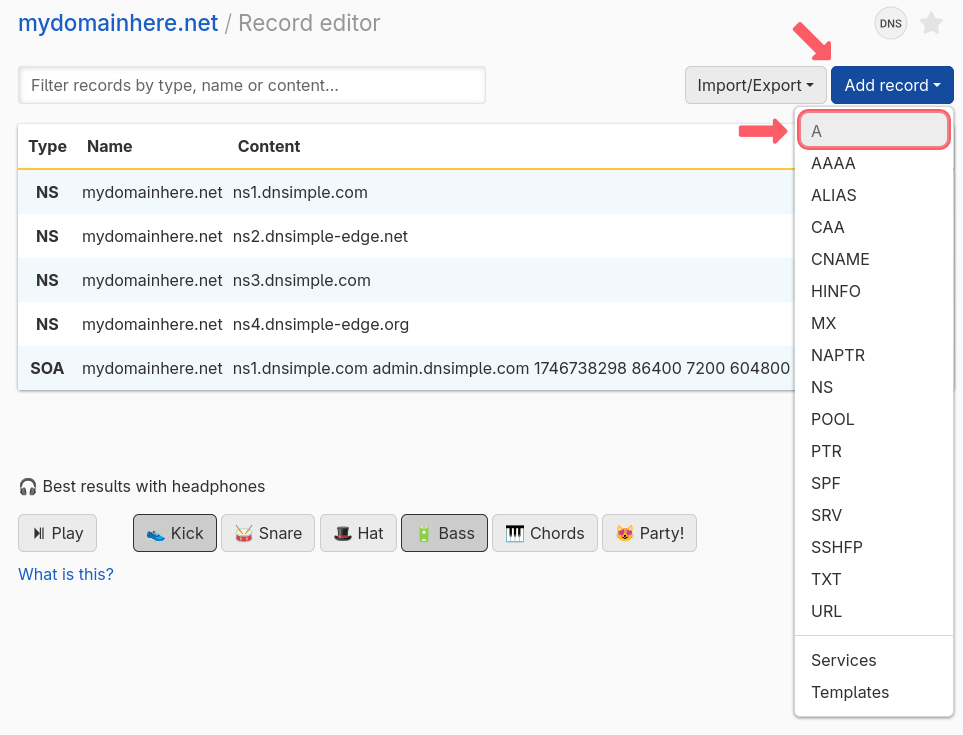 mydomainhere.net / Record editor
DNS
Filter records by type, name or content...
Import/Export
Add record
Type Name Content
NS mydomainhere.net ns1.dnsimple.com
NS mydomainhere.net ns2.dnsimple-edge.net
NS mydomainhere.net ns3.dnsimple.com
NS mydomainhere.net ns4.dnsimple-edge.org
SOA mydomainhere.net ns1.dnsimple.com admin.dnsimple.com 1746738298 86400 7200 604800
A
AAAA
ALIAS
CAA
CNAME
HINFO
MX
NAPTR
NS
POOL
PTR
SPF
SRV
SSHFP
TXT
URL
Services
Templates
Best results with headphones
Play Kick Snare Hat Bass Chords Party!
What is this?